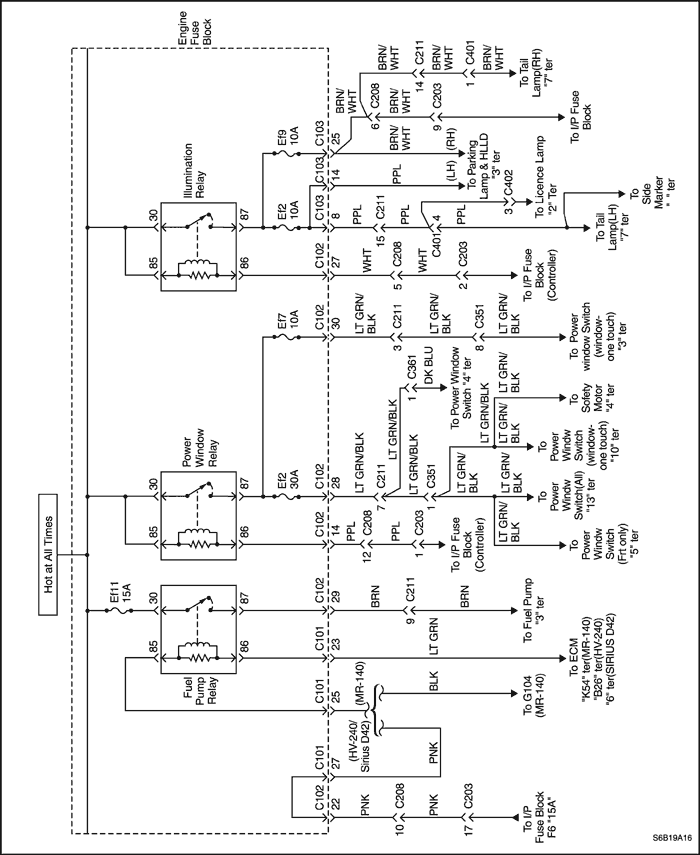 Hot at All Times
Engine
Fuse
Block
Illumination
Relay
30
87
85
86
Ef9
10A
Ef2
10A
C103
25
C103
14
C103
8
C102
27
BRN/
WHT
BRN/
WHT
C211
14
BRN/
WHT
C401
1
To Tail
Lamp(RH)
"7" ter
BRN/
WHT
C208
6
BRN/
WHT
C203
9
To I/P Fuse
Block
BRN/
WHT
(RH)
PPL
(LH)
To Parking
Lamp & HLLD
"3" ter
PPL
C211
15
PPL
C401
4
PPL
C402
3
To Licence Lamp
"2" Ter
To Tail
Lamp(LH)
"7" ter
To
Side
Marker
" " ter
WHT
C208
5
WHT
C203
2
To I/P Fuse
Block
(Controller)
Power
Window
Relay
30
87
85
86
Ef7
10A
C102
30
LT GRN/
BLK
C211
3
LT GRN/
BLK
C351
8
LT GRN/
BLK
To Power
window Switch
(window-
one touch)
"3" ter
Ef2
30A
C102
28
LT GRN/BLK
C211
7
LT GRN/BLK
C361
1
DK BLU
To Power Window
Switch "4" ter
LT GRN/BLK
C351
1
LT GRN/BLK
LT GRN/
BLK
To
Safety
Motor
"4" ter
LT GRN/
BLK
To
Power
Windw
Switch
(window-
one touch)
"10" ter
LT GRN/
BLK
To
Power
Windw
Switch(All)
"13" ter
LT GRN/
BLK
To
Power
Windw
Switch
(Frt only)
"5" ter
C102
14
PPL
C208
12
PPL
C203
1
To I/P Fuse
Block
(Controller)
Ef11
15A
Fuel
Pump
Relay
30
87
85
86
C102
29
BRN
C211
9
BRN
To Fuel Pump
"3" ter
C101
23
LT GRN
To ECM
"K54" ter(MR-140)
"B26" ter(HV-240)
"6" ter(SIRIUS D42)
C101
25
(MR-140)
BLK
To G104
(MR-140)
(HV-240/
Sirius D42)
PNK
C101
27
C102
22
PNK
C208
10
PNK
C203
17
To I/P
Fuse Block
F6 "15A"
S6B19A16